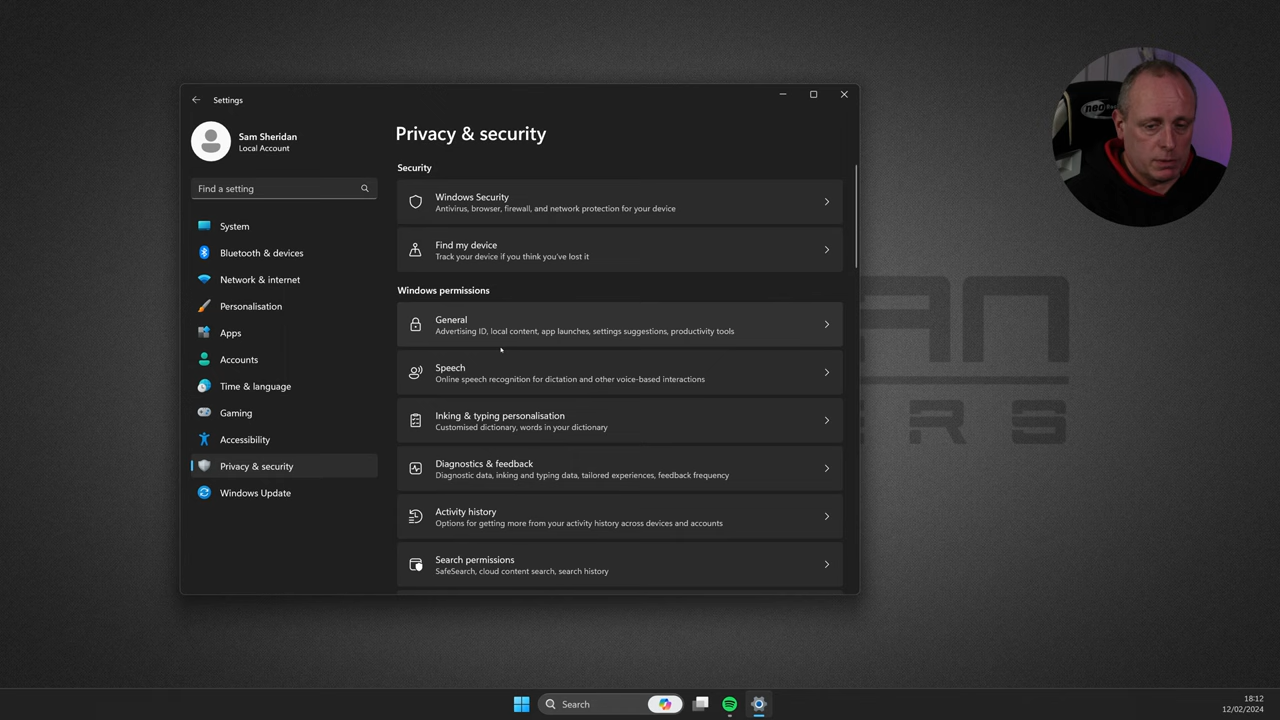 Settings
Sam Sheridan
Local Account
Find a setting
System
Bluetooth & devices
Network & internet
Personalisation
Apps
Accounts
Time & language
Gaming
Accessibility
Privacy & security
Windows Update
Privacy & security
Security
Windows Security
Antivirus, browser, firewall, and network protection for your device
Find my device
Track your device if you think you've lost it
Windows permissions
General
Advertising ID, local content, app launches, settings suggestions, productivity tools
Speech
Online speech recognition for dictation and other voice-based interactions
Inking & typing personalisation
Customised dictionary, words in your dictionary
Diagnostics & feedback
Diagnostic data, inking and typing data, tailored experiences, feedback frequency
Activity history
Options for getting more from your activity history across devices and accounts
Search permissions
SafeSearch, cloud content search, search history
Search
18:12
12/02/2024